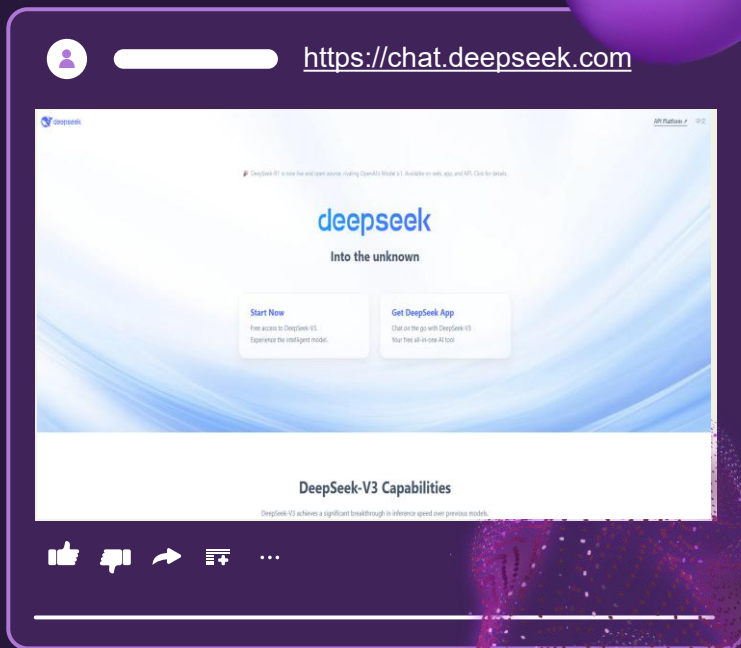 https://chat.deepseek.com
deepseek
API Platform ↗ 中文
🎉 DeepSeek-R1 is now live and open source, rivaling OpenAI's Model o1. Available on web, app, and API. Click for details.
deepseek
Into the unknown
Start Now
Free access to DeepSeek-V3.
Experience the intelligent model.
Get DeepSeek App
Chat on the go with DeepSeek-V3
Your free all-in-one AI tool
DeepSeek-V3 Capabilities
DeepSeek-V3 achieves a significant breakthrough in inference speed over previous models.